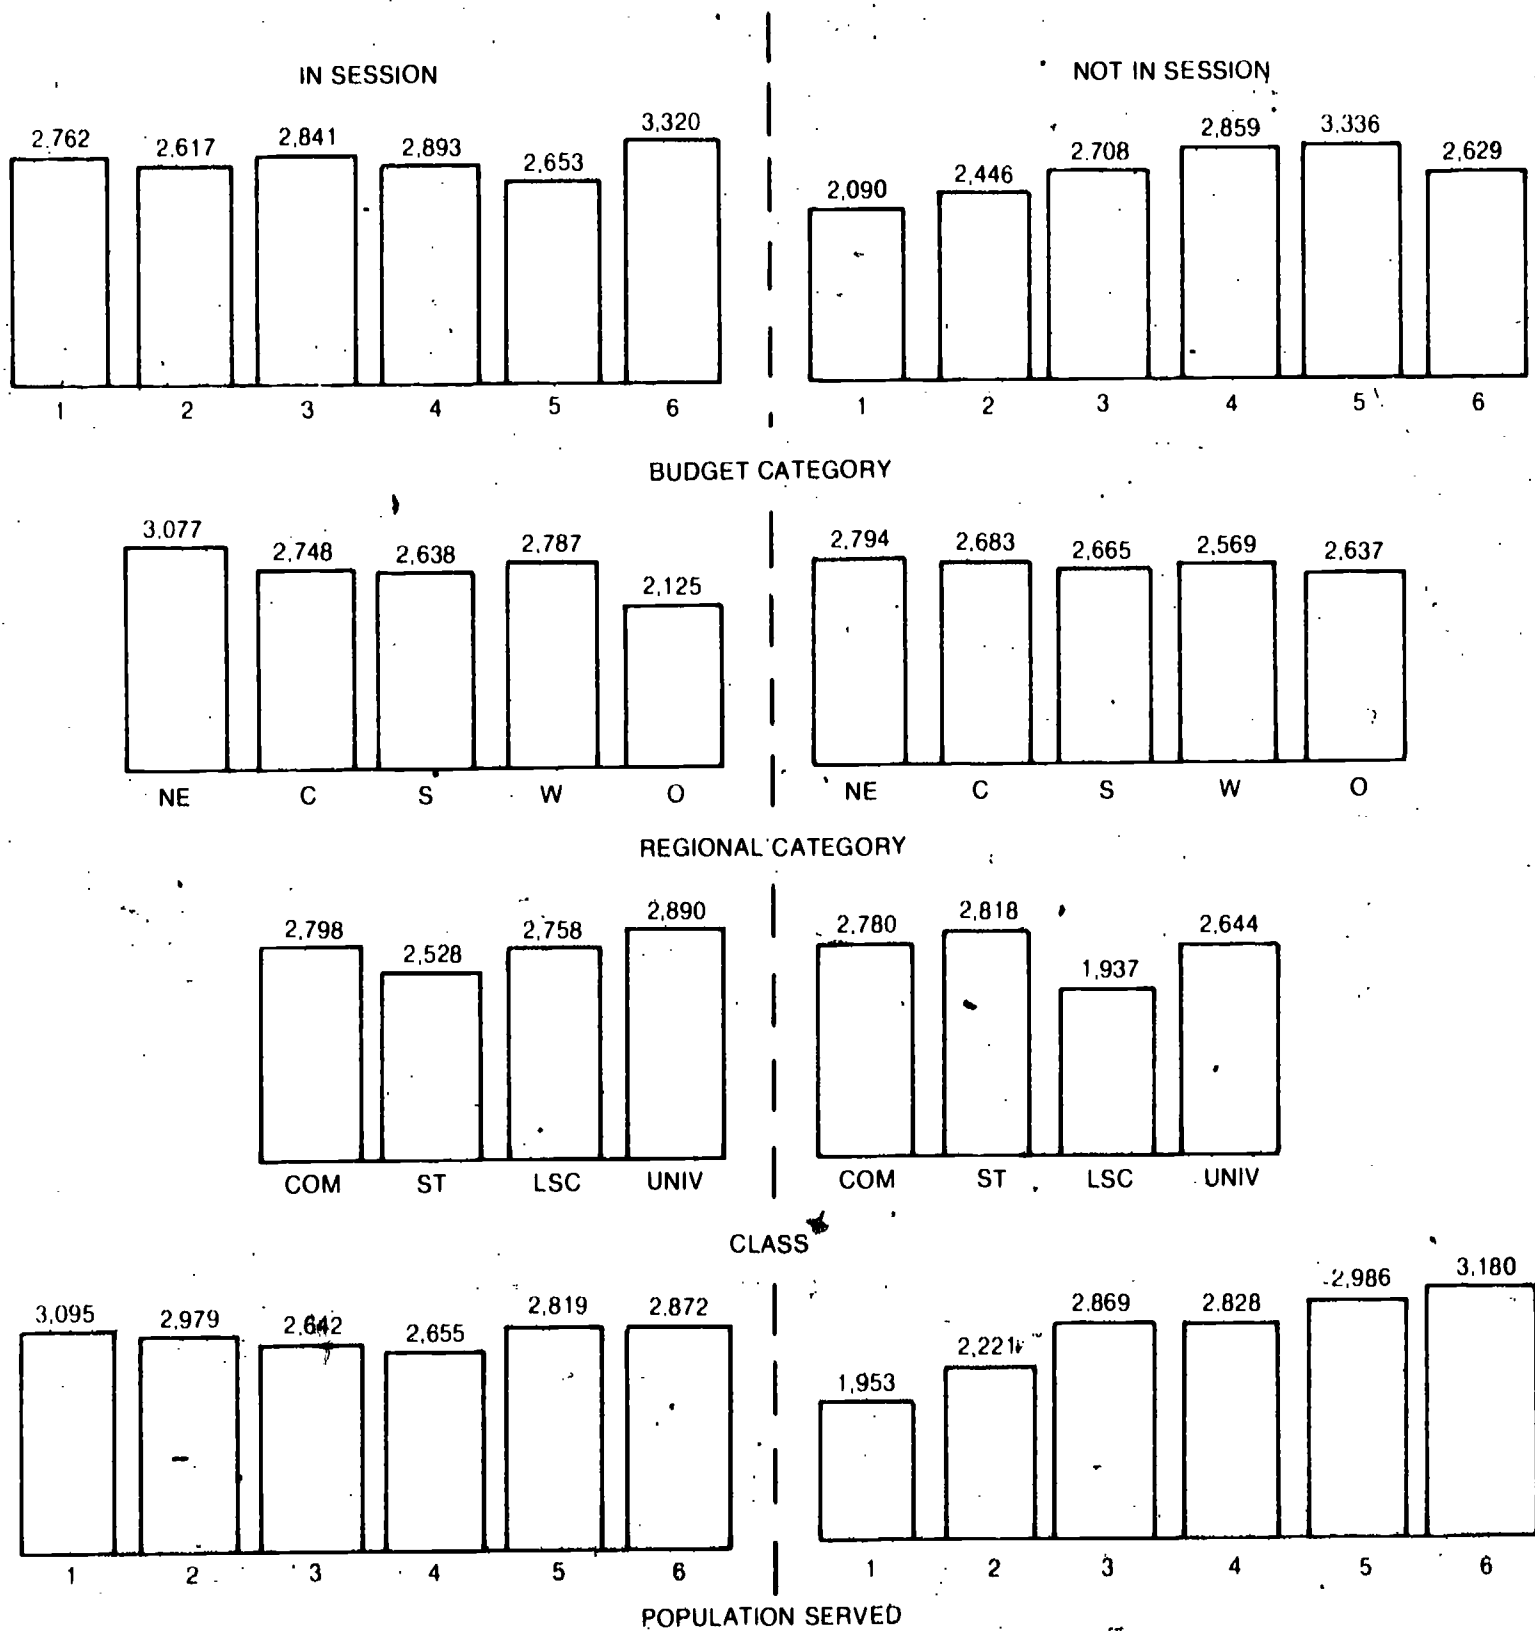 IN SESSION NOT IN SESSION
2,762 2,617 2,841 2,893 2,653 3,320 2,090 2,446 2.708 2,859 3,336 2,629
1 2 3 4 5 6 1 2 3 4 5 6
BUDGET CATEGORY
3,077 2,748 2,638 2,787 2,125 2,794 2,683 2,665 2,569 2,637
NE C S W O NE C S W O
REGIONAL CATEGORY
2,798 2,528 2,758 2,890 2,780 2,818 1,937 2,644
COM ST LSC UNIV COM ST LSC UNIV
CLASS
3,095 2,979 2,642 2,655 2,819 2,872 1,953 2,221 2.869 2,828 2,986 3,180
1 2 3 4 5 6 1 2 3 4 5 6
POPULATION SERVED